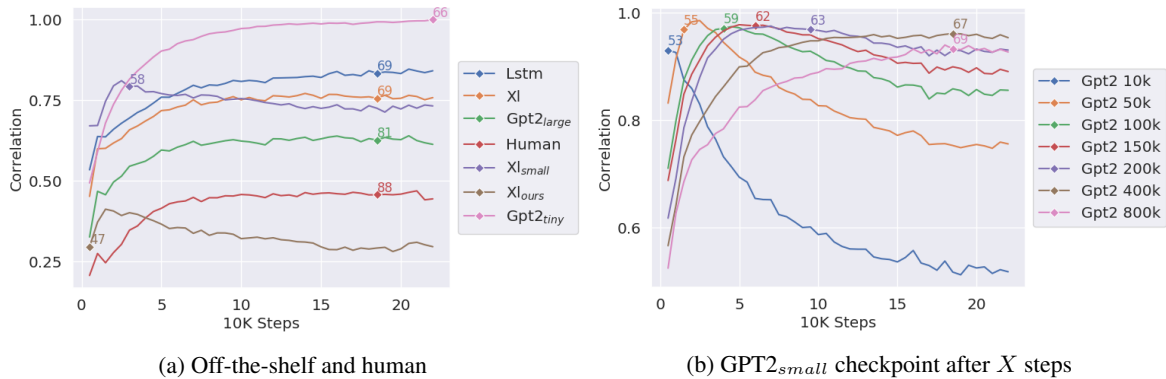 1.00
0.75
0.50
0.25
Correlation
0
5
10
15
20
10K Steps
66
58
69
69
81
88
47
Lstm
Xl
Gpt2large
Human
Xlsmall
Xlours
Gpt2tiny
(a) Off-the-shelf and human
1.0
0.8
0.6
Correlation
0
5
10
15
20
10K Steps
53
55
59
62
63
67
69
Gpt2 10k
Gpt2 50k
Gpt2 100k
Gpt2 150k
Gpt2 200k
Gpt2 400k
Gpt2 800k
(b) GPT2small checkpoint after X steps